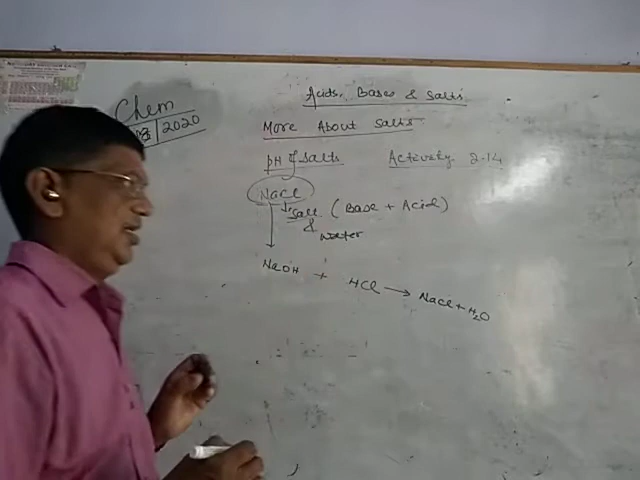 Acids, Bases & Salts
Chem
08|2020
More About Salts
pH of salts Activity 2.14
NaCl
Salt (Base + Acid)
&
water
NaOH + HCl → NaCl + H₂O